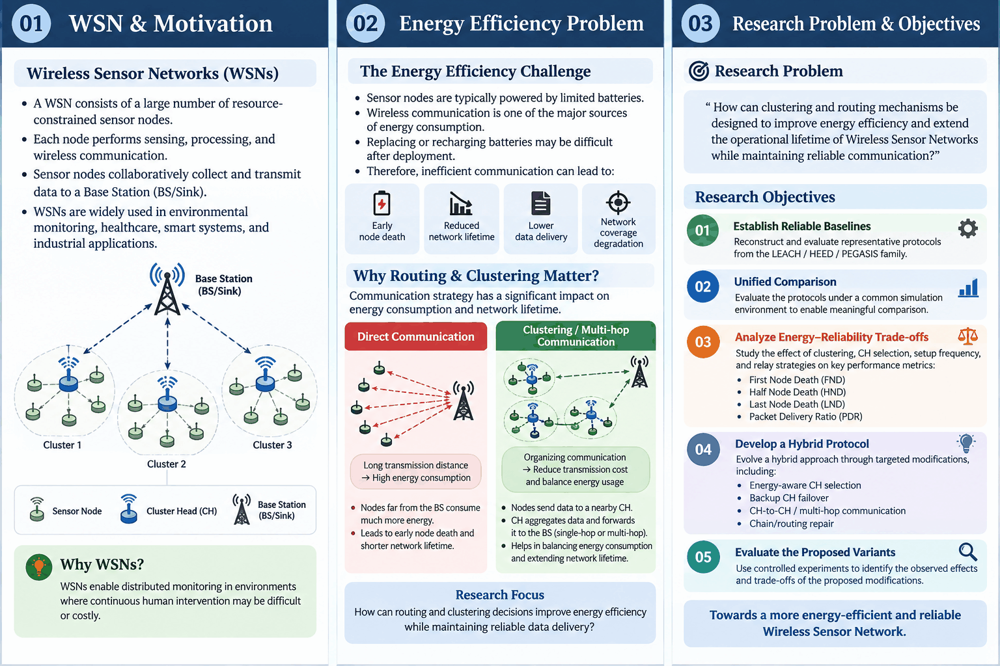 01 WSN & Motivation
Wireless Sensor Networks (WSNs)
• A WSN consists of a large number of resource-
constrained sensor nodes.
• Each node performs sensing, processing, and
wireless communication.
• Sensor nodes collaboratively collect and transmit
data to a Base Station (BS/Sink).
• WSNs are widely used in environmental
monitoring, healthcare, smart systems, and
industrial applications.
Base Station
(BS/Sink)
Cluster 1
Cluster 2
Cluster 3
Sensor Node
Cluster Head (CH)
Base Station
(BS/Sink)
Why WSNs?
WSNs enable distributed monitoring in environments
where continuous human intervention may be difficult
or costly.
02 Energy Efficiency Problem
The Energy Efficiency Challenge
• Sensor nodes are typically powered by limited batteries.
• Wireless communication is one of the major sources
of energy consumption.
• Replacing or recharging batteries may be difficult
after deployment.
• Therefore, inefficient communication can lead to:
Early
node death
Reduced
network lifetime
Lower
data delivery
Network
coverage
degradation
Why Routing & Clustering Matter?
Communication strategy has a significant impact on
energy consumption and network lifetime.
Direct Communication
Long transmission distance
→ High energy consumption
• Nodes far from the BS consume
much more energy.
• Leads to early node death and
shorter network lifetime.
Clustering / Multi-hop
Communication
Organizing communication
→ Reduce transmission cost
and balance energy usage
• Nodes send data to a nearby CH.
• CH aggregates data and forwards
it to the BS (single-hop or multi-hop).
• Helps in balancing energy consumption
and extending network lifetime.
Research Focus
How can routing and clustering decisions improve energy efficiency
while maintaining reliable data delivery?
03 Research Problem & Objectives
Research Problem
“ How can clustering and routing mechanisms be
designed to improve energy efficiency and extend
the operational lifetime of Wireless Sensor Networks
while maintaining reliable communication?”
Research Objectives
01 Establish Reliable Baselines
Reconstruct and evaluate representative protocols
from the LEACH / HEED / PEGASIS family.
02 Unified Comparison
Evaluate the protocols under a common simulation
environment to enable meaningful comparison.
03 Analyze Energy–Reliability Trade-offs
Study the effect of clustering, CH selection, setup frequency,
and relay strategies on key performance metrics:
• First Node Death (FND)
• Half Node Death (HND)
• Last Node Death (LND)
• Packet Delivery Ratio (PDR)
04 Develop a Hybrid Protocol
Evolve a hybrid approach through targeted modifications,
including:
• Energy-aware CH selection
• Backup CH failover
• CH-to-CH / multi-hop communication
• Chain/routing repair
05 Evaluate the Proposed Variants
Use controlled experiments to identify the observed effects
and trade-offs of the proposed modifications.
Towards a more energy-efficient and reliable
Wireless Sensor Network.